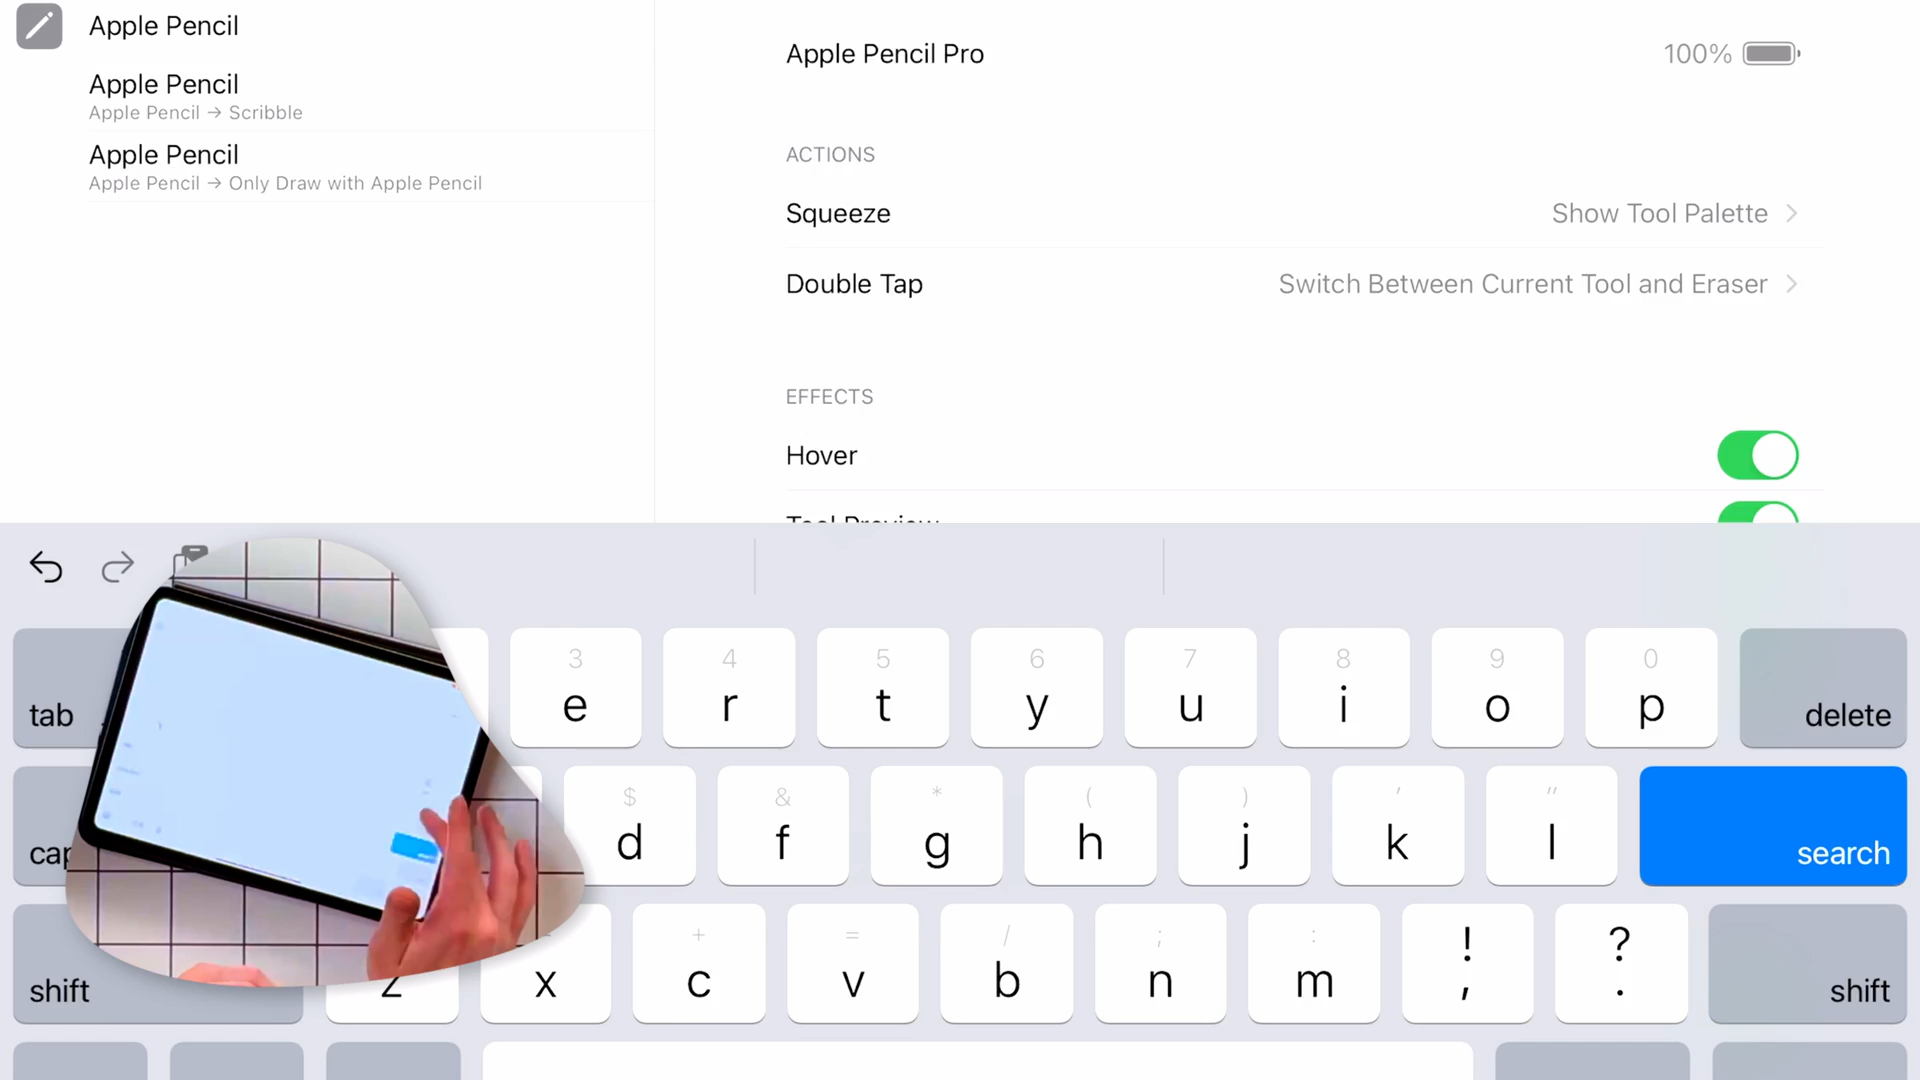 Apple Pencil
Apple Pencil
Apple Pencil → Scribble
Apple Pencil
Apple Pencil → Only Draw with Apple Pencil
Apple Pencil Pro
100%
ACTIONS
Squeeze
Show Tool Palette
Double Tap
Switch Between Current Tool and Eraser
EFFECTS
Hover
Tool Preview
tab
3 4 5 6 7 8 9 0
e r t y u i o p
delete
$ & * ( ) ' "
d f g h j k l
search
+ = / ; : ! ?
shift
z x c v b n m , .
shift